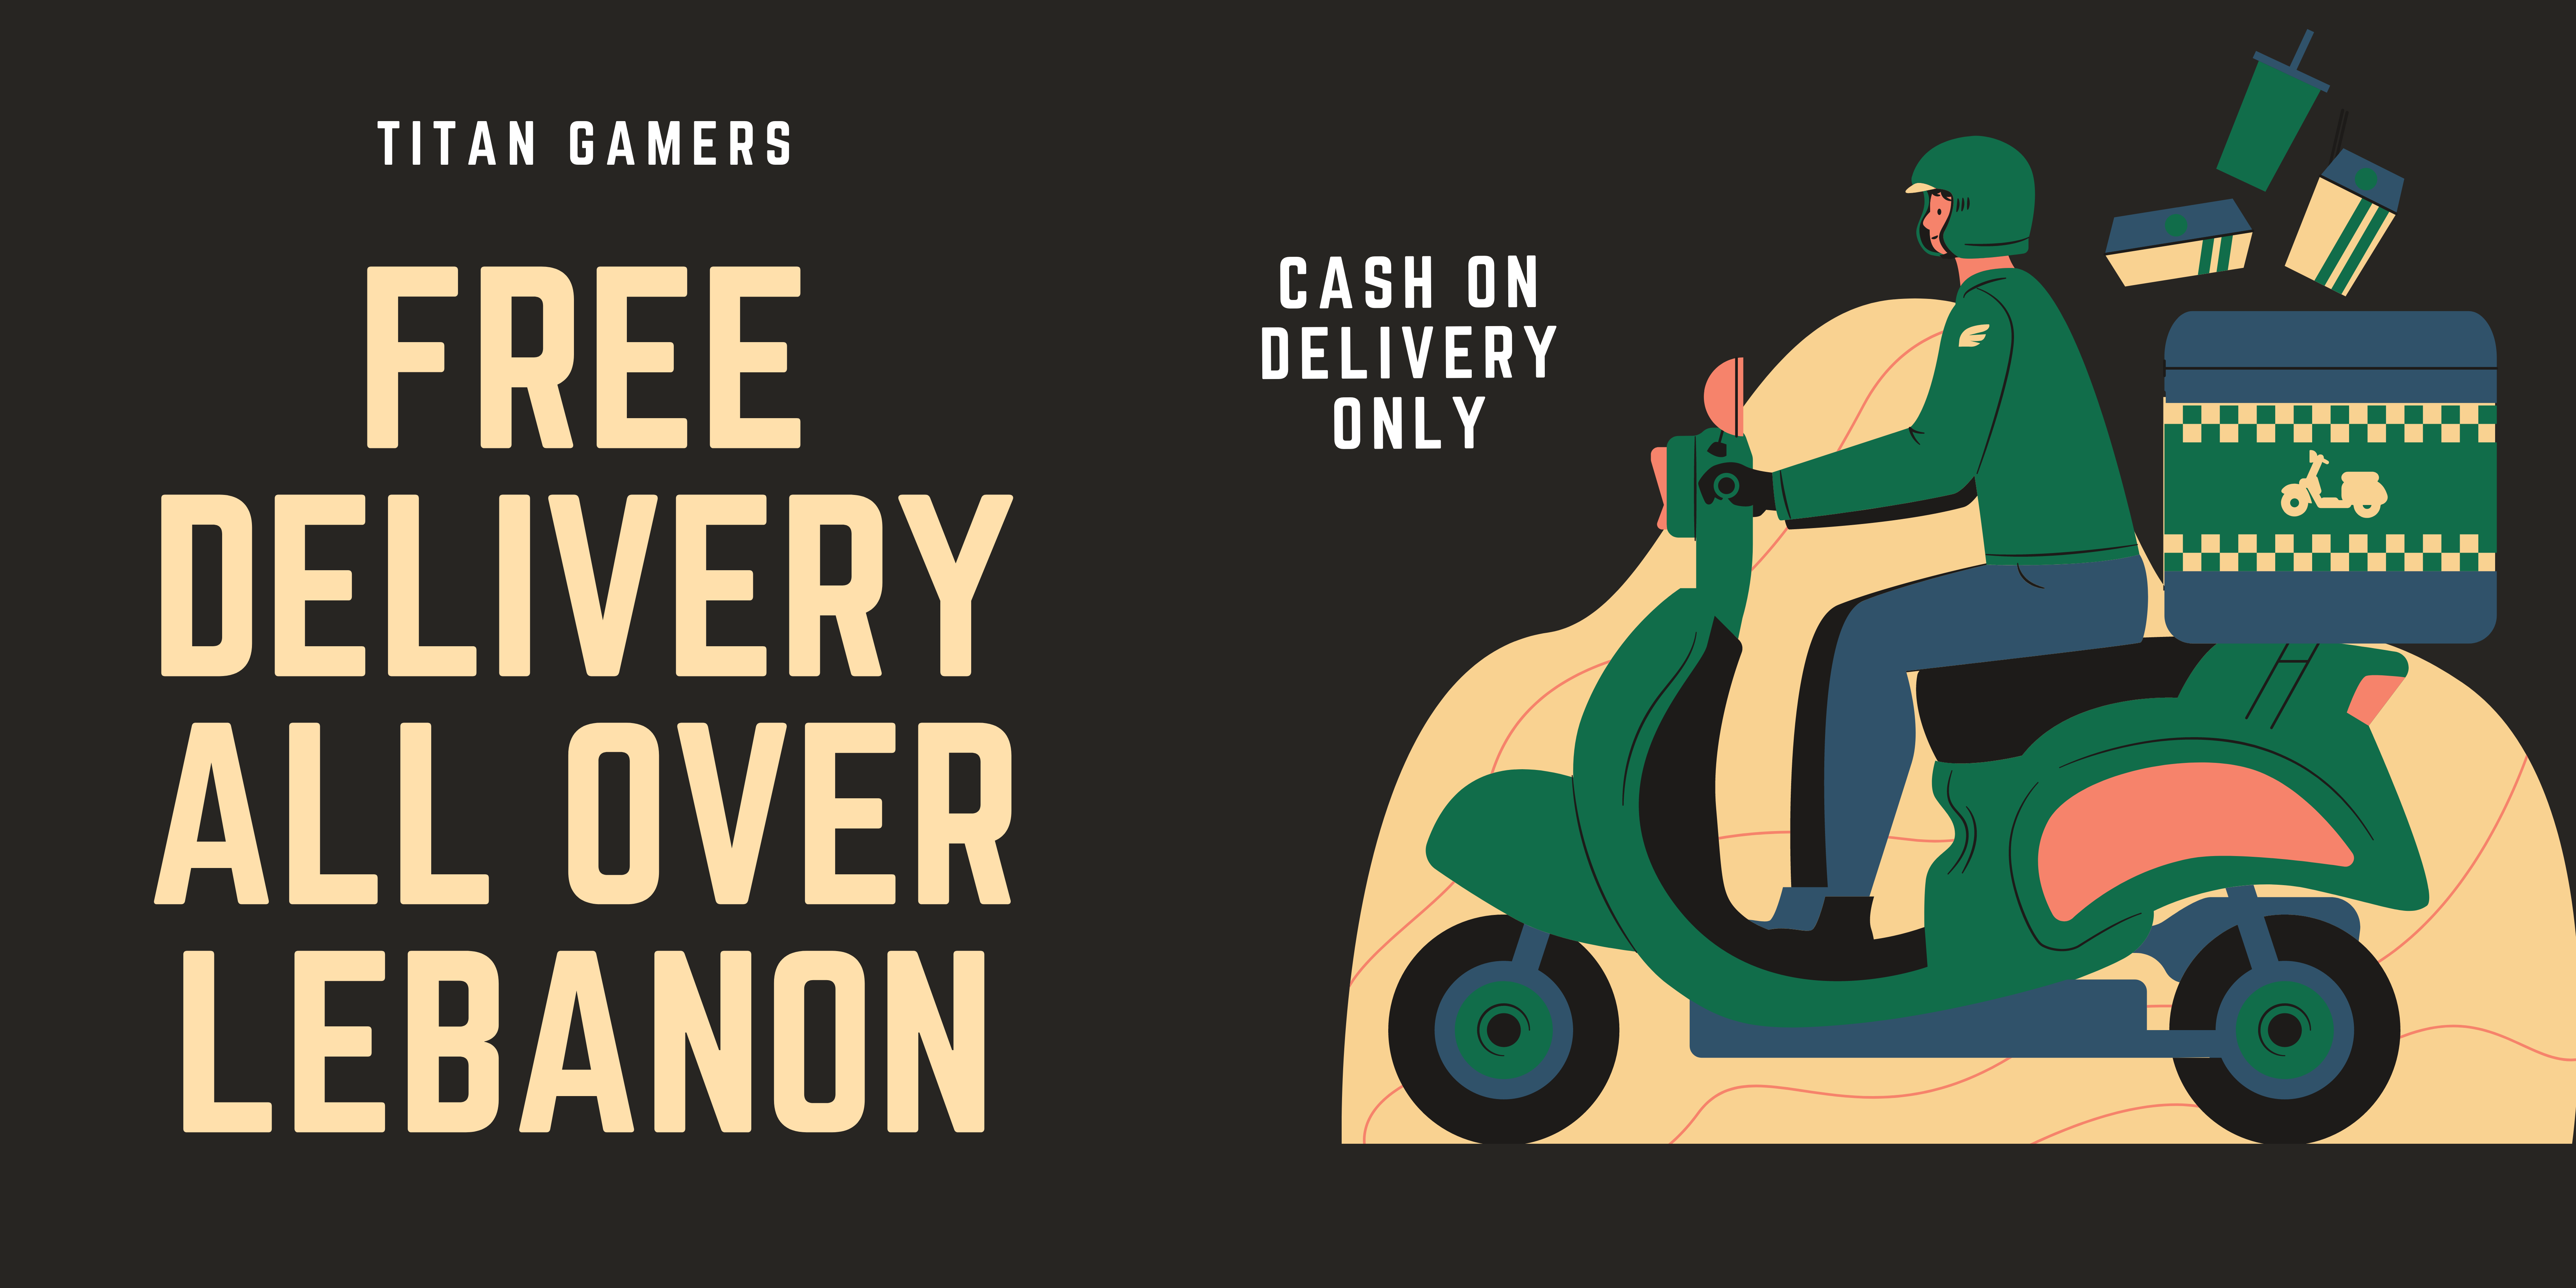 TITAN GAMERS
FREE
DELIVERY
ALL OVER
LEBANON
CASH ON
DELIVERY
ONLY